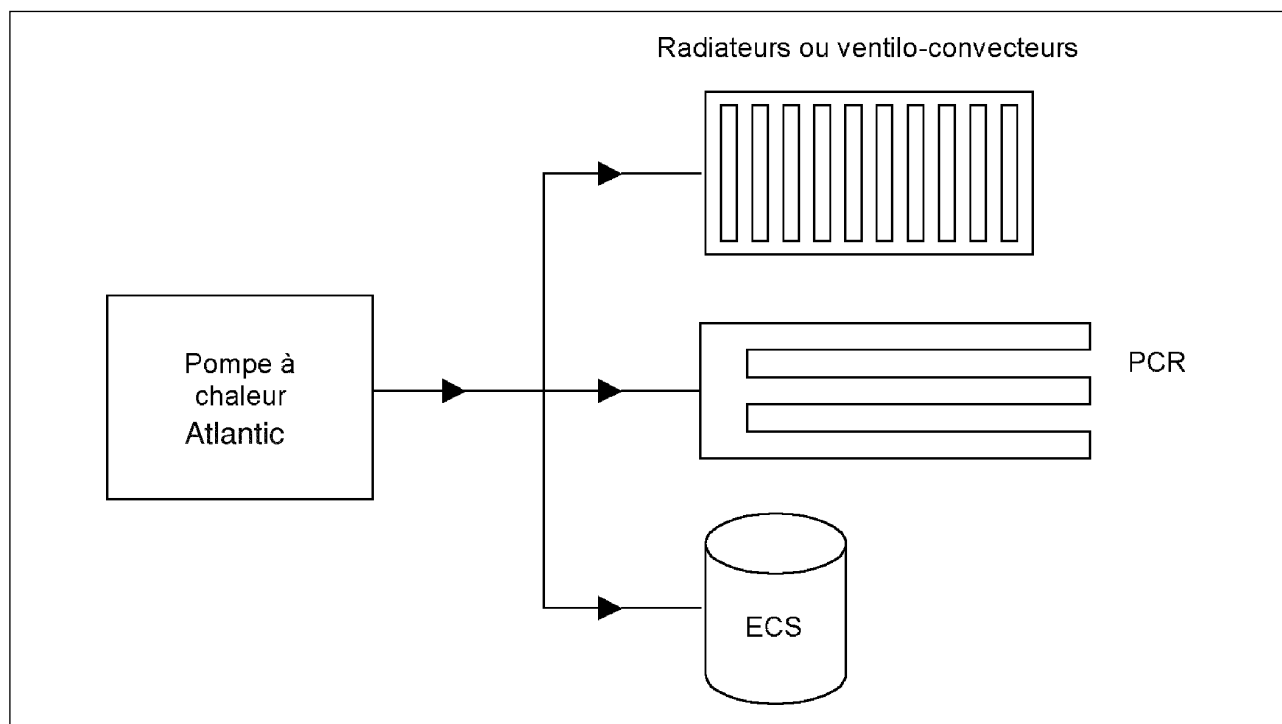 Radiateurs ou ventilo-convecteurs
Pompe à
chaleur
Atlantic
PCR
ECS